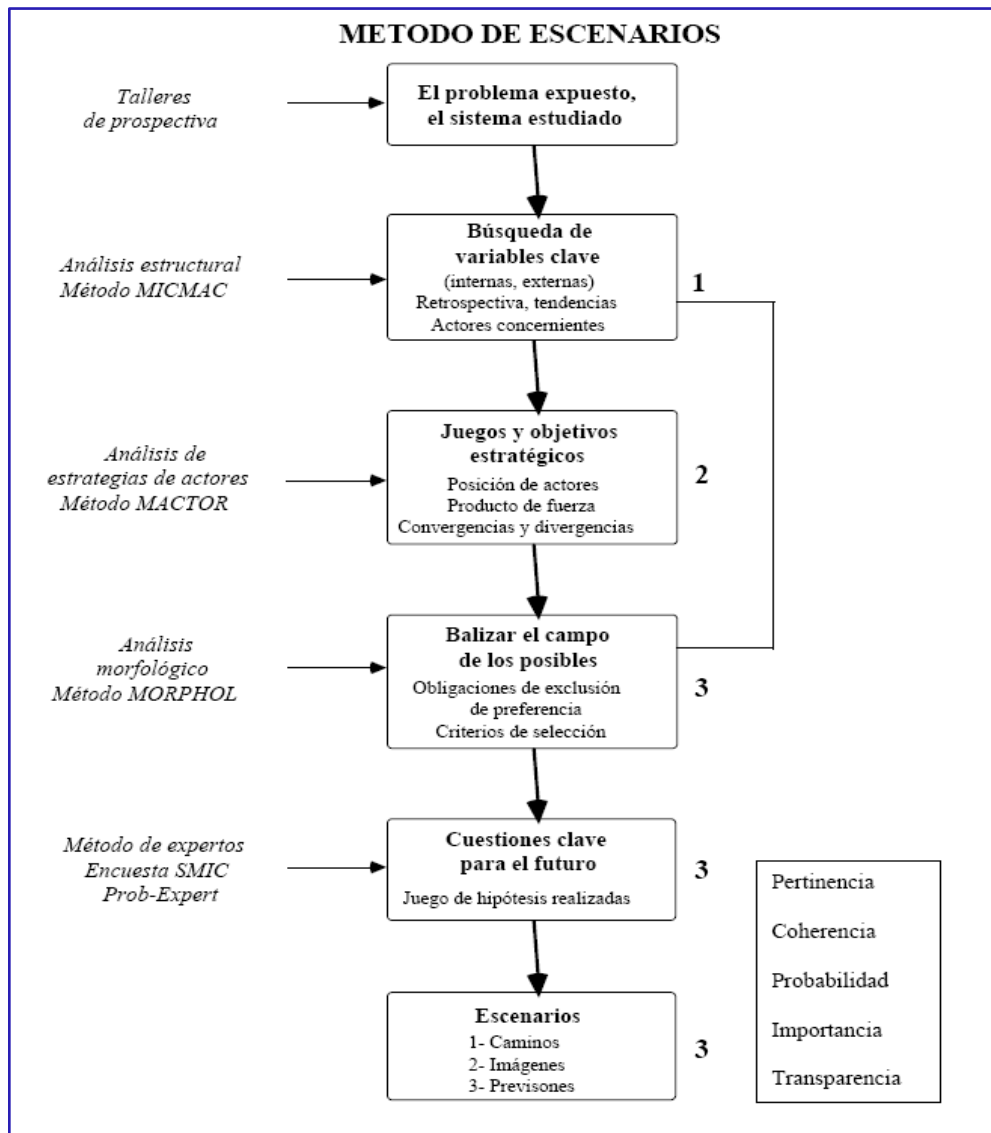 METODO DE ESCENARIOS
Talleres
de prospectiva
El problema expuesto,
el sistema estudiado
Análisis estructural
Método MICMAC
Búsqueda de
variables clave
(internas, externas)
Retrospectiva, tendencias
Actores concernientes
1
Análisis de
estrategias de actores
Método MACTOR
Juegos y objetivos
estratégicos
Posición de actores
Producto de fuerza
Convergencias y divergencias
2
Análisis
morfológico
Método MORPHOL
Balizar el campo
de los posibles
Obligaciones de exclusión
de preferencia
Criterios de selección
3
Método de expertos
Encuesta SMIC
Prob-Expert
Cuestiones clave
para el futuro
Juego de hipótesis realizadas
3
Escenarios
1- Caminos
2- Imágenes
3- Previsones
3
Pertinencia
Coherencia
Probabilidad
Importancia
Transparencia